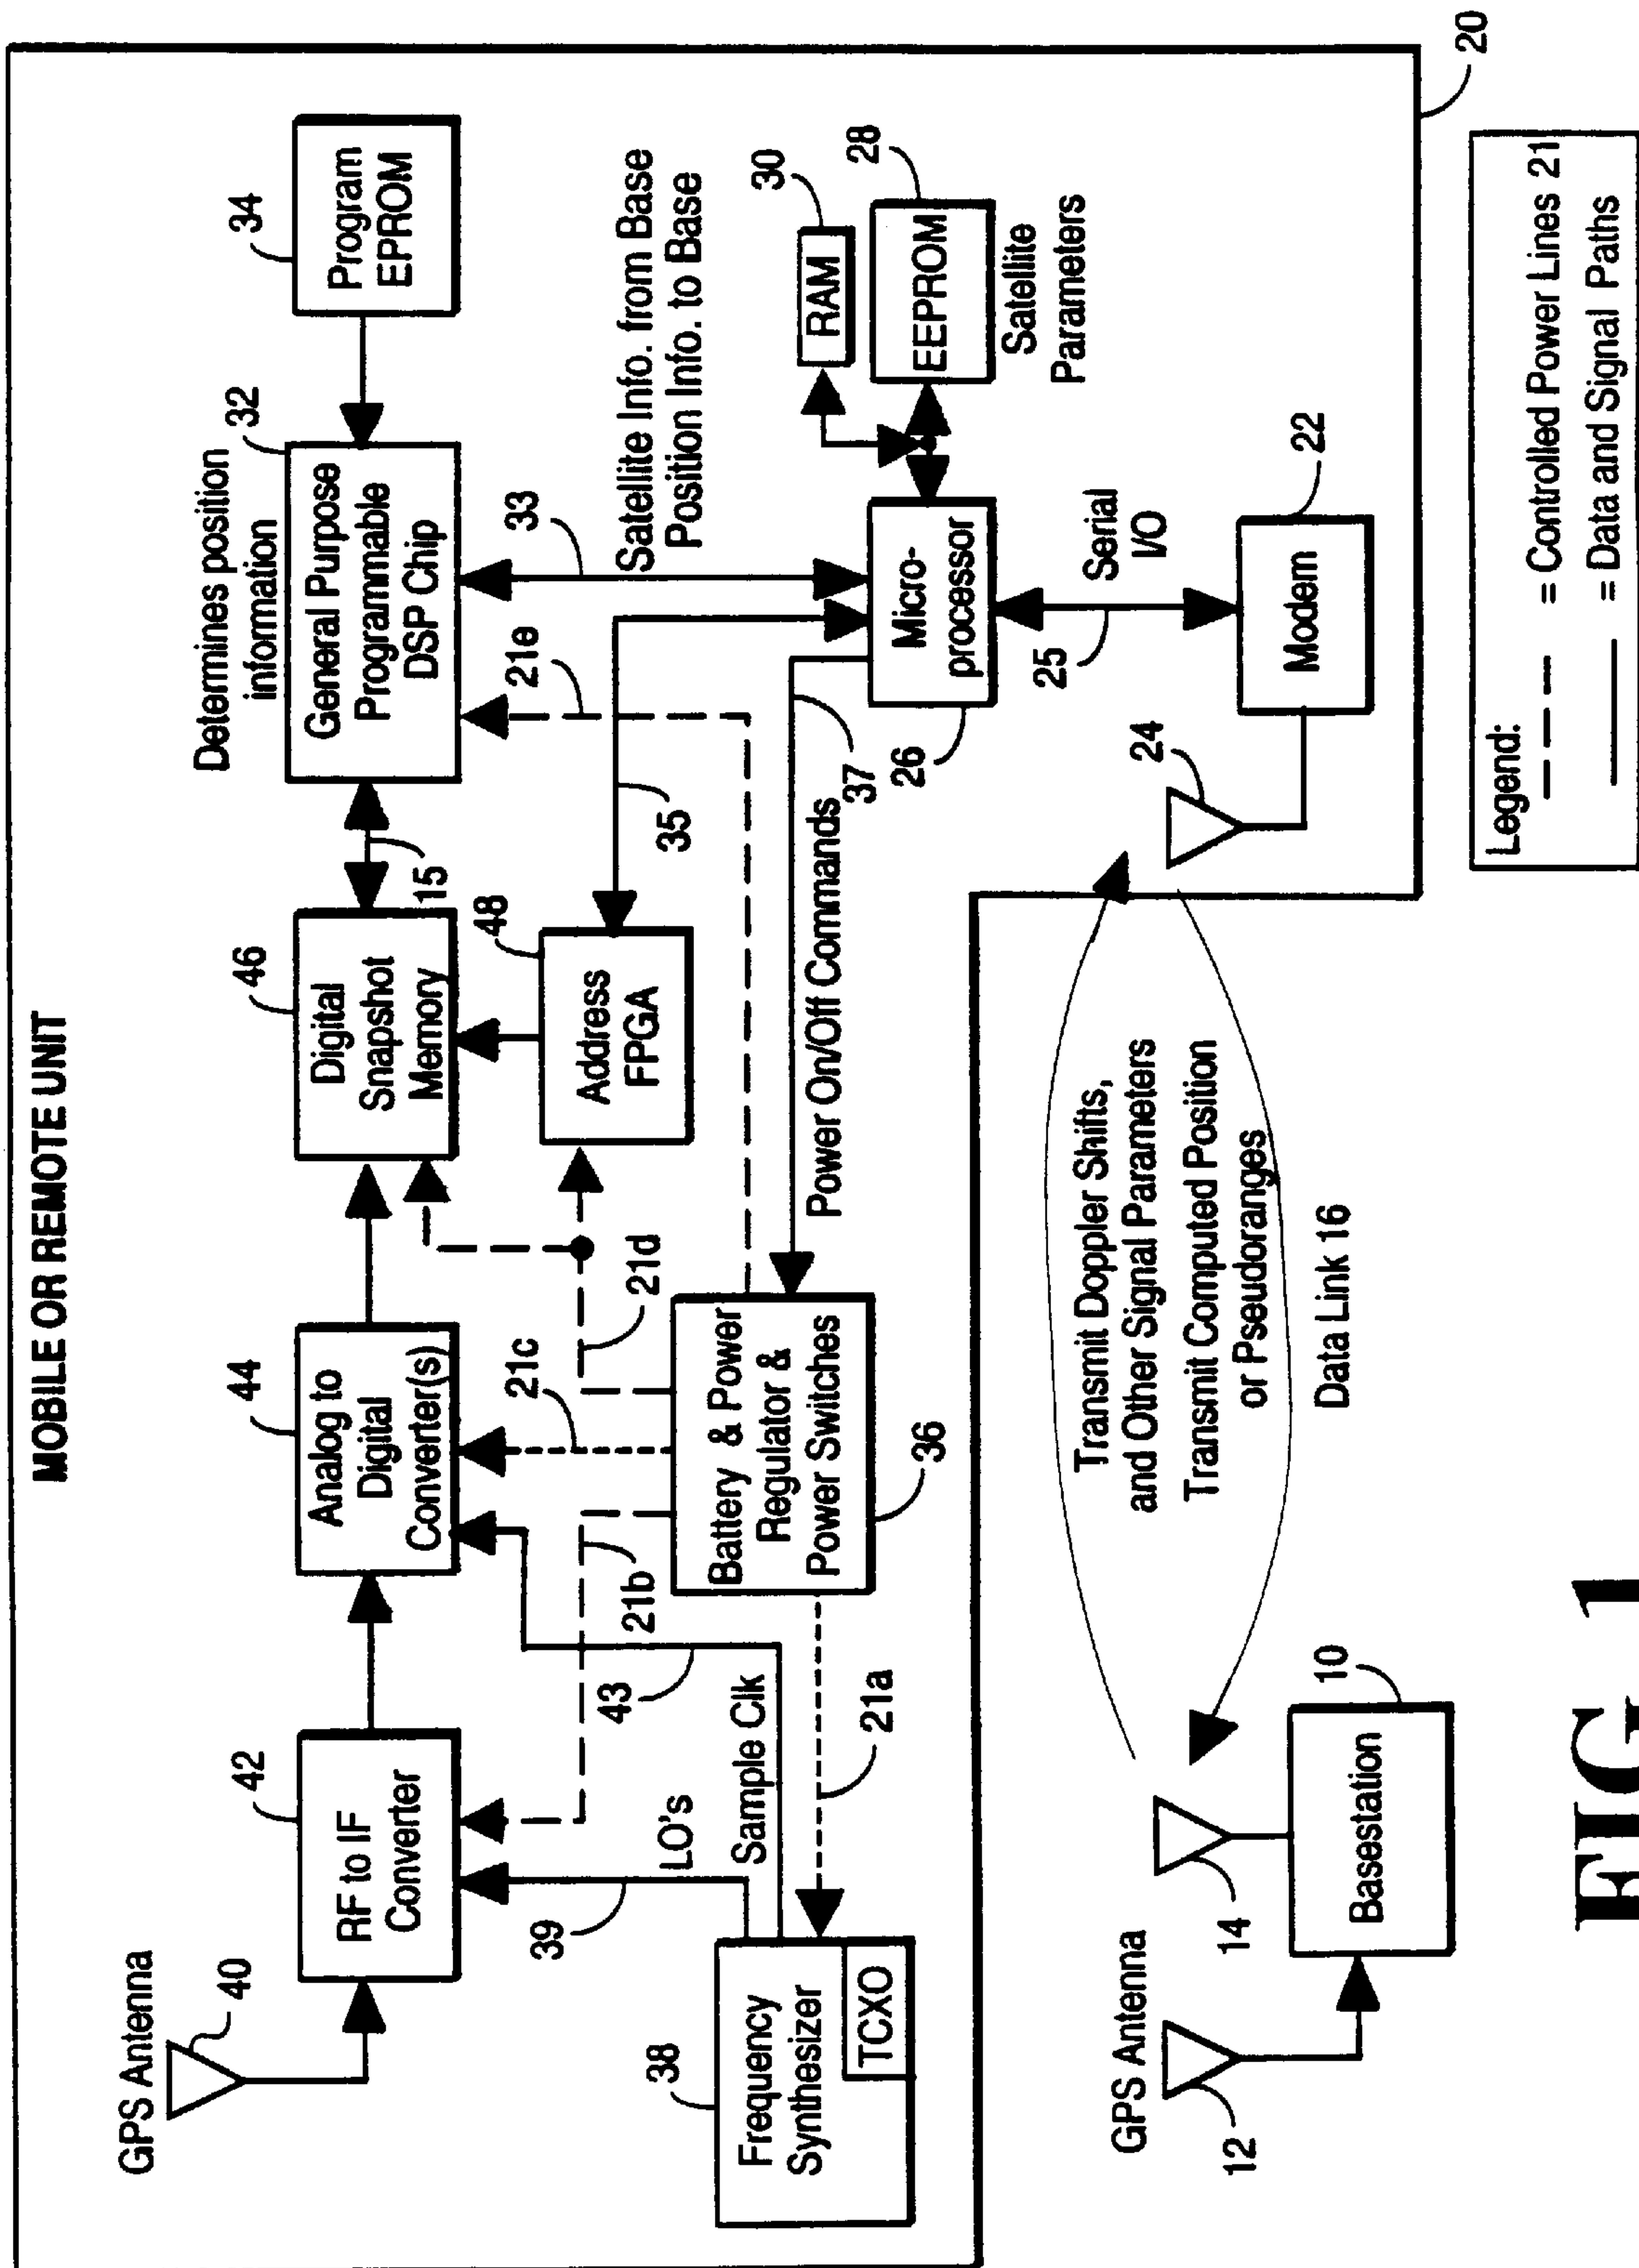 MOBILE OR REMOTE UNIT
GPS Antenna
40
42
RF to IF
Converter
44
Analog to
Digital
Converter(s)
46
Digital
Snapshot
Memory
15
Determines position
information
32
General Purpose
Programmable
DSP Chip
34
Program
EPROM
39
LO's
Sample Clk
43
21b
21c
21d
48
Address
FPGA
35
21e
33
Satellite Info. from Base
Position Info. to Base
38
Frequency
Synthesizer
TCXO
21a
Battery & Power
Regulator &
Power Switches
36
Power On/Off Commands
37
26
Micro-
processor
30
RAM
28
EEPROM
Satellite
Parameters
25
Serial
I/O
24
22
Modem
20
GPS Antenna
12
14
10
Basestation
Transmit Doppler Shifts,
and Other Signal Parameters
Transmit Computed Position
or Pseudoranges
Data Link 16
Legend:
= Controlled Power Lines 21
= Data and Signal Paths
FIG 1